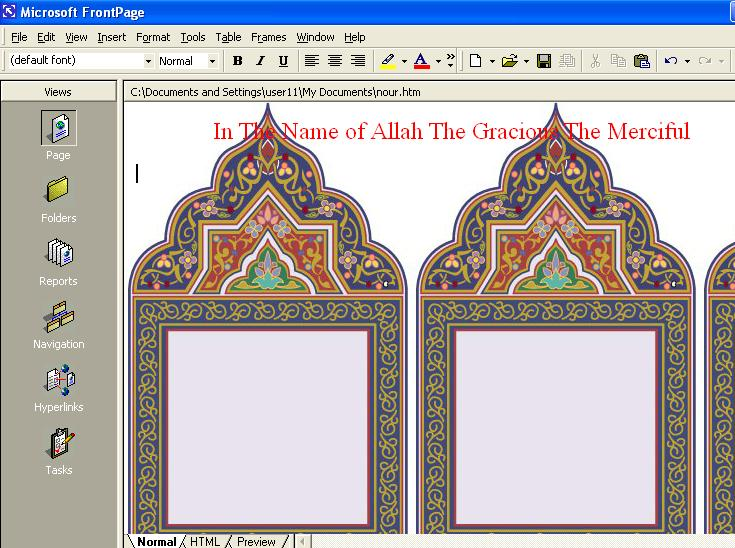 Microsoft FrontPage
File Edit View Insert Format Tools Table Frames Window Help
(default font) Normal B I U A
Views C:\Documents and Settings\user11\My Documents\nour.htm
In The Name of Allah The Gracious The Merciful
Page
Folders
Reports
Navigation
Hyperlinks
Tasks
Normal HTML Preview